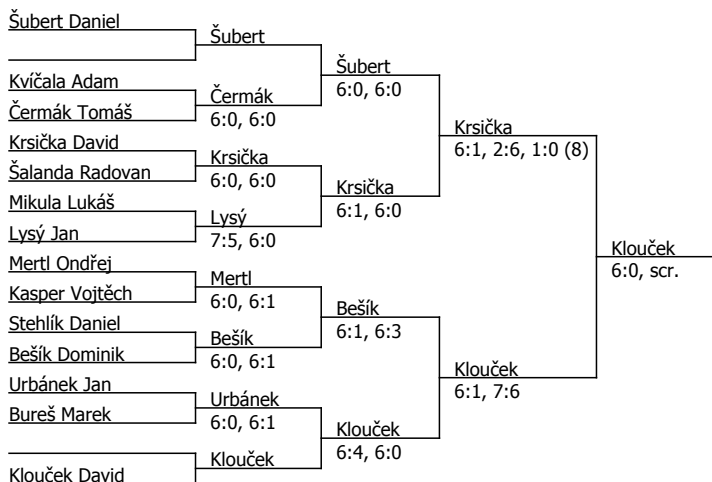 Šubert Daniel
Šubert
Šubert
6:0, 6:0
Kvíčala Adam
Čermák
6:0, 6:0
Čermák Tomáš
Krsička
6:1, 2:6, 1:0 (8)
Krsička David
Krsička
6:0, 6:0
Šalanda Radovan
Krsička
6:1, 6:0
Mikula Lukáš
Lysý
7:5, 6:0
Lysý Jan
Klouček
6:0, scr.
Mertl Ondřej
Mertl
6:0, 6:1
Kasper Vojtěch
Bešík
6:1, 6:3
Stehlík Daniel
Bešík
6:0, 6:1
Bešík Dominik
Klouček
6:1, 7:6
Urbánek Jan
Urbánek
6:0, 6:1
Bureš Marek
Klouček
6:4, 6:0
Klouček
Klouček David